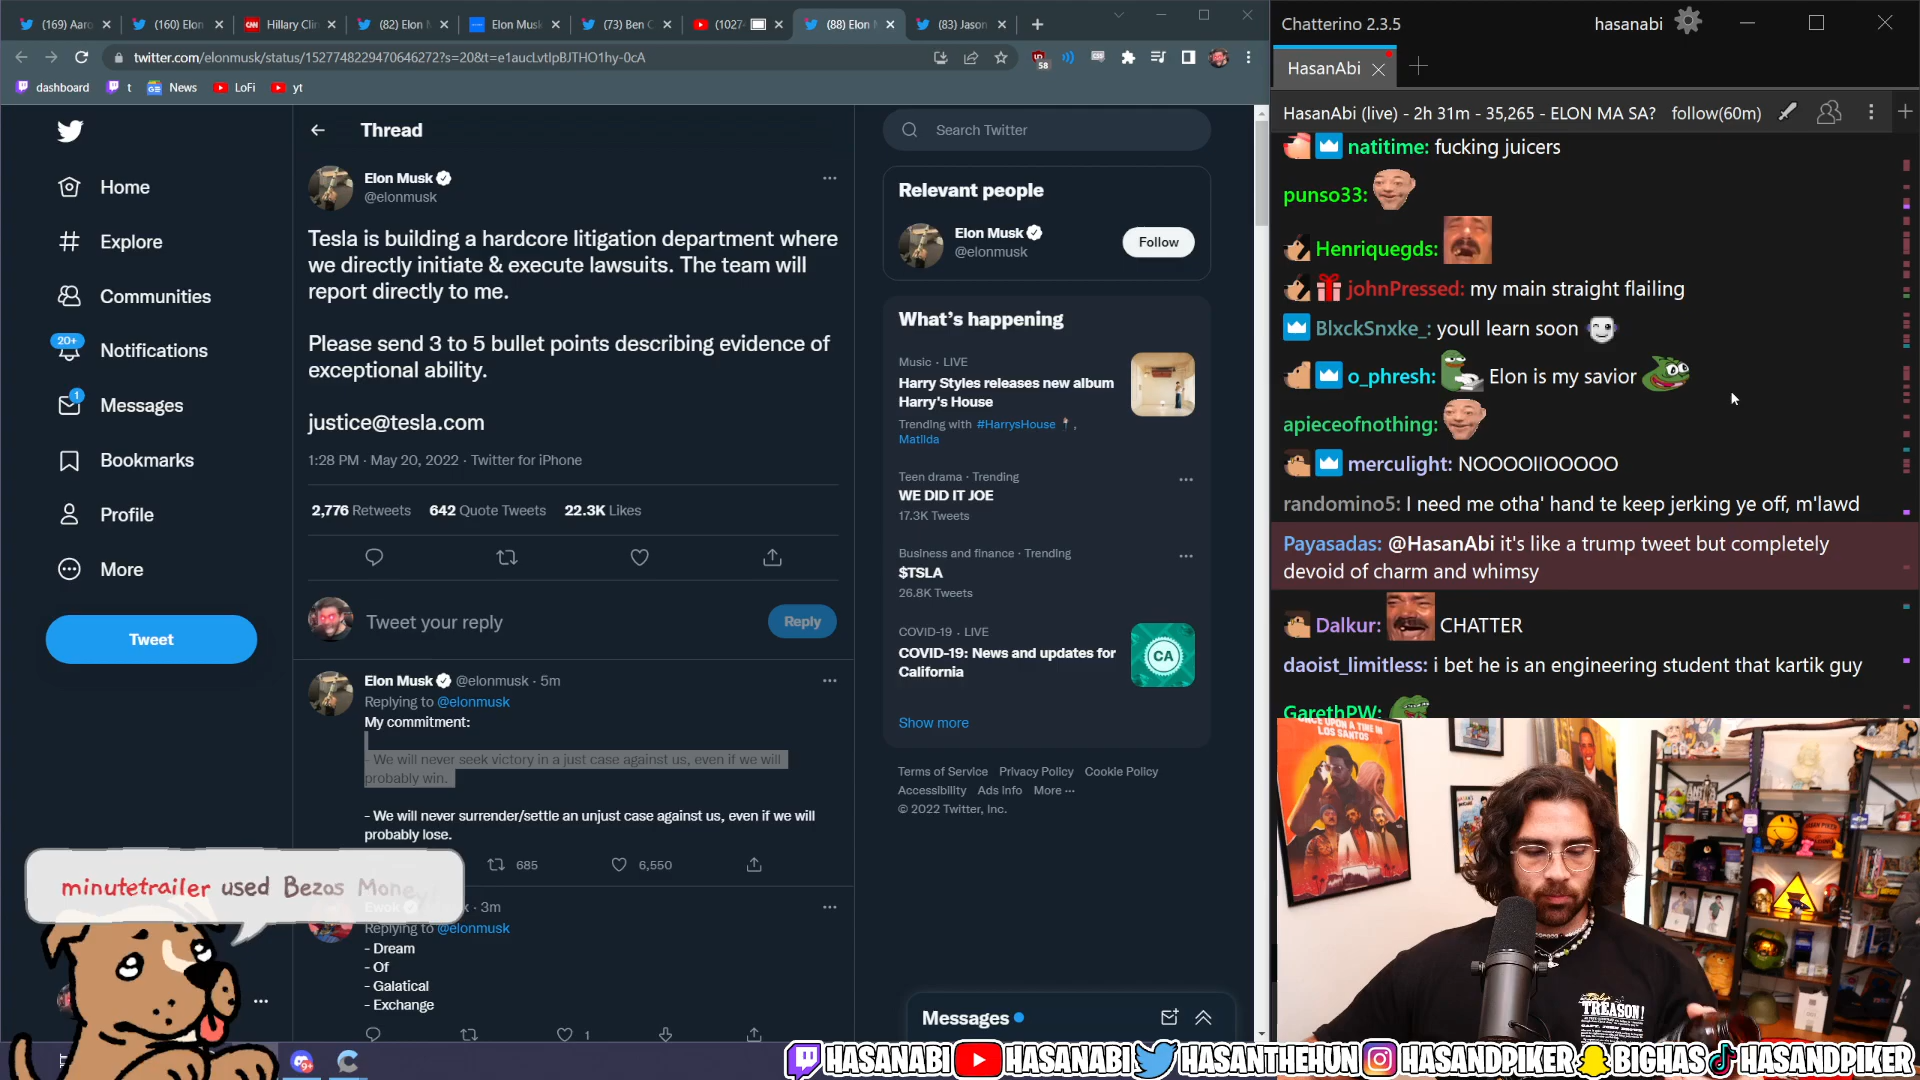 (169) Aaro
(160) Elon
CNN Hillary Clin
(82) Elon M
Elon Musk
(73) Ben C
(1027
(88) Elon
(83) Jason
twitter.com/elonmusk/status/1527748229470646272?s=20&t=e1aucLvtlpBJTHO1hy-0cA
58
dashboard
t
News
LoFi
yt
Home
Explore
Communities
20+
Notifications
1
Messages
Bookmarks
Profile
More
Tweet
Thread
Elon Musk
@elonmusk
Tesla is building a hardcore litigation department where
we directly initiate & execute lawsuits. The team will
report directly to me.
Please send 3 to 5 bullet points describing evidence of
exceptional ability.
justice@tesla.com
1:28 PM · May 20, 2022 · Twitter for iPhone
2,776 Retweets 642 Quote Tweets 22.3K Likes
Tweet your reply
Reply
Elon Musk @elonmusk · 5m
Replying to @elonmusk
My commitment:
- We will never seek victory in a just case against us, even if we will
probably win.
- We will never surrender/settle an unjust case against us, even if we will
probably lose.
685
6,550
Ewok
k · 3m
Replying to @elonmusk
- Dream
- Of
- Galatical
- Exchange
1
minutetrailer used Bezos Mone
Search Twitter
Relevant people
Elon Musk
@elonmusk
Follow
What's happening
Music · LIVE
Harry Styles releases new album
Harry's House
Trending with #HarrysHouse ,
Matilda
Teen drama · Trending
WE DID IT JOE
17.3K Tweets
Business and finance · Trending
$TSLA
26.8K Tweets
COVID-19 · LIVE
COVID-19: News and updates for
California
CA
Show more
Terms of Service Privacy Policy Cookie Policy
Accessibility Ads info More ···
© 2022 Twitter, Inc.
Messages
Chatterino 2.3.5
hasanabi
HasanAbi
HasanAbi (live) - 2h 31m - 35,265 - ELON MA SA? follow(60m)
natitime: fucking juicers
punso33:
Henriquegds:
johnPressed: my main straight flailing
BlxckSnxke_: youll learn soon
o_phresh: Elon is my savior
apieceofnothing:
merculight: NOOOOIIOOOOO
randomino5: I need me otha' hand te keep jerking ye off, m'lawd
Payasadas: @HasanAbi it's like a trump tweet but completely
devoid of charm and whimsy
Dalkur: CHATTER
daoist_limitless: i bet he is an engineering student that kartik guy
GarethPW:
ONCE UPON A TIME IN
LOS SANTOS
TREASON!
9+
HASANABI HASANABI HASANTHEHUN HASANDPIKER BIGHAS HASANDPIKER